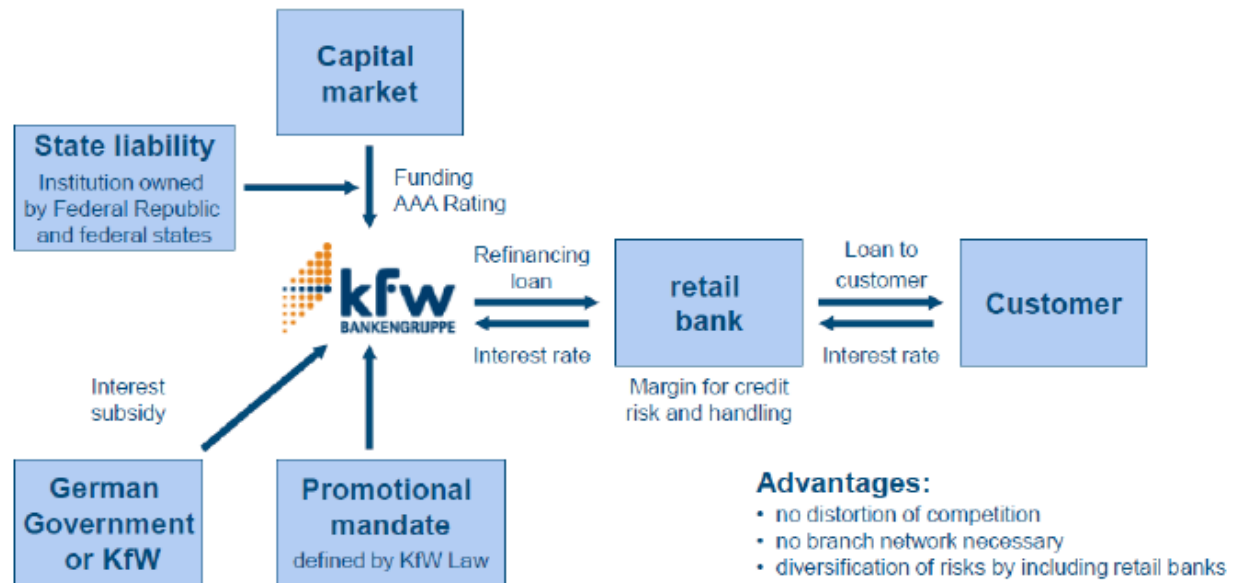 Capital
market
State liability
Institution owned
by Federal Republic
and federal states
Funding
AAA Rating
kfw
BANKENGRUPPE
Refinancing
loan
Interest rate
retail
bank
Margin for credit
risk and handling
Loan to
customer
Interest rate
Customer
Interest
subsidy
German
Government
or KfW
Promotional
mandate
defined by KfW Law
Advantages:
• no distortion of competition
• no branch network necessary
• diversification of risks by including retail banks